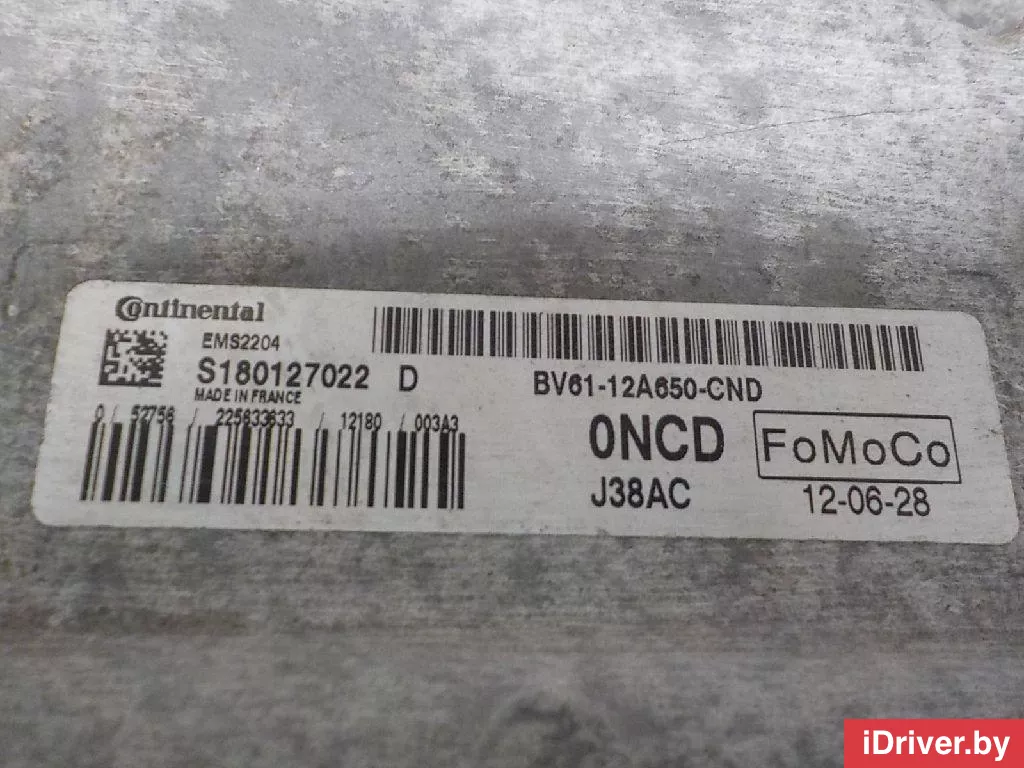 Continental
EMS2204
S180127022 D
MADE IN FRANCE
0 / 52756 / 225833633 / 12180 / 003A3
BV61-12A650-CND
0NCD
FoMoCo
J38AC
12-06-28
iDriver.by